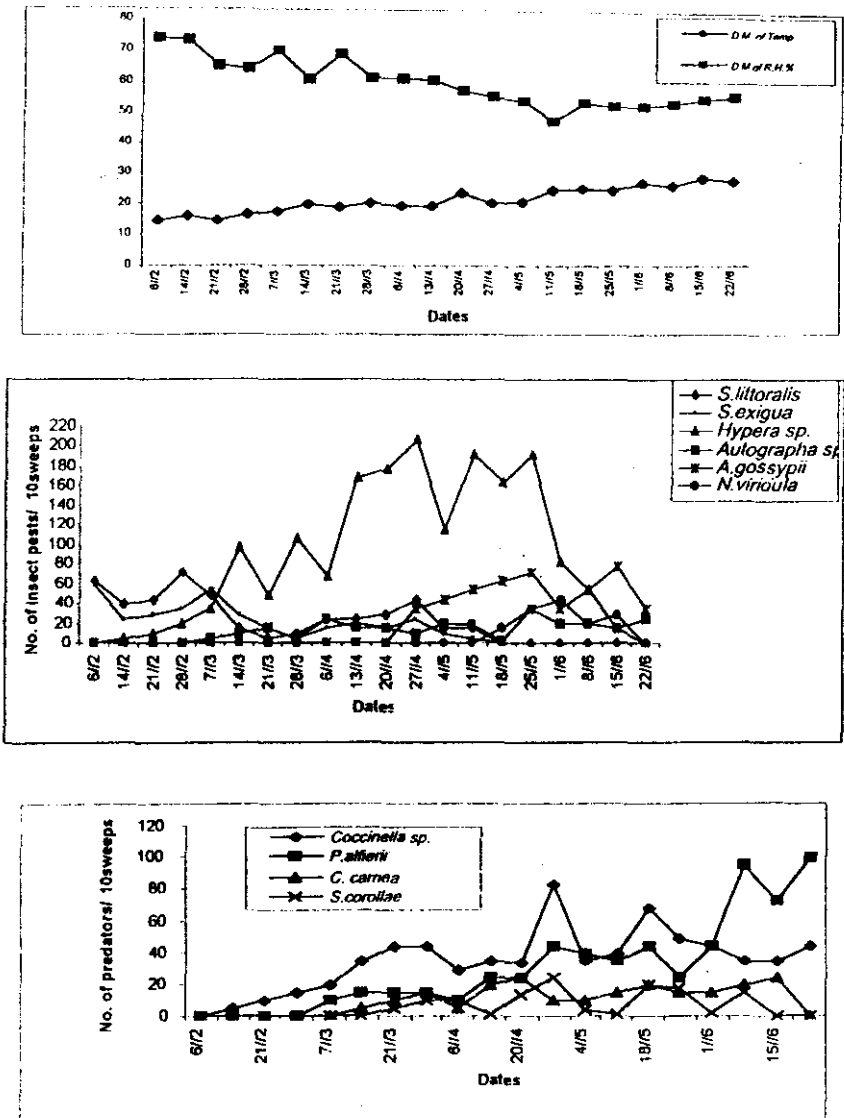 80
70
60
50
40
30
20
10
0
D.M. of Temp
D.M of R.H.%
6//2 14//2 21//2 28//2 7//3 14//3 21//3 28//3 6//4 13//4 20//4 27//4 4//5 11//5 18//5 25//5 1//6 8//6 15//6 22//6
Dates
No. of insect pests/ 10sweeps
220
200
180
160
140
120
100
80
60
40
20
0
S.littoralis
S.exigua
Hypera sp.
Autographa sp
A.gossypii
N.viridula
6//2 14//2 21//2 28//2 7//3 14//3 21//3 28//3 6//4 13//4 20//4 27//4 4//5 11//5 18//5 25//5 1//6 8//6 15//6 22//6
Dates
No. of predators/ 10sweeps
120
100
80
60
40
20
0
Coccinella sp.
P.alfierii
C. carnea
S.corollae
6//2 21//2 7//3 21//3 6//4 20//4 4//5 18//5 1//6 15//6
Dates